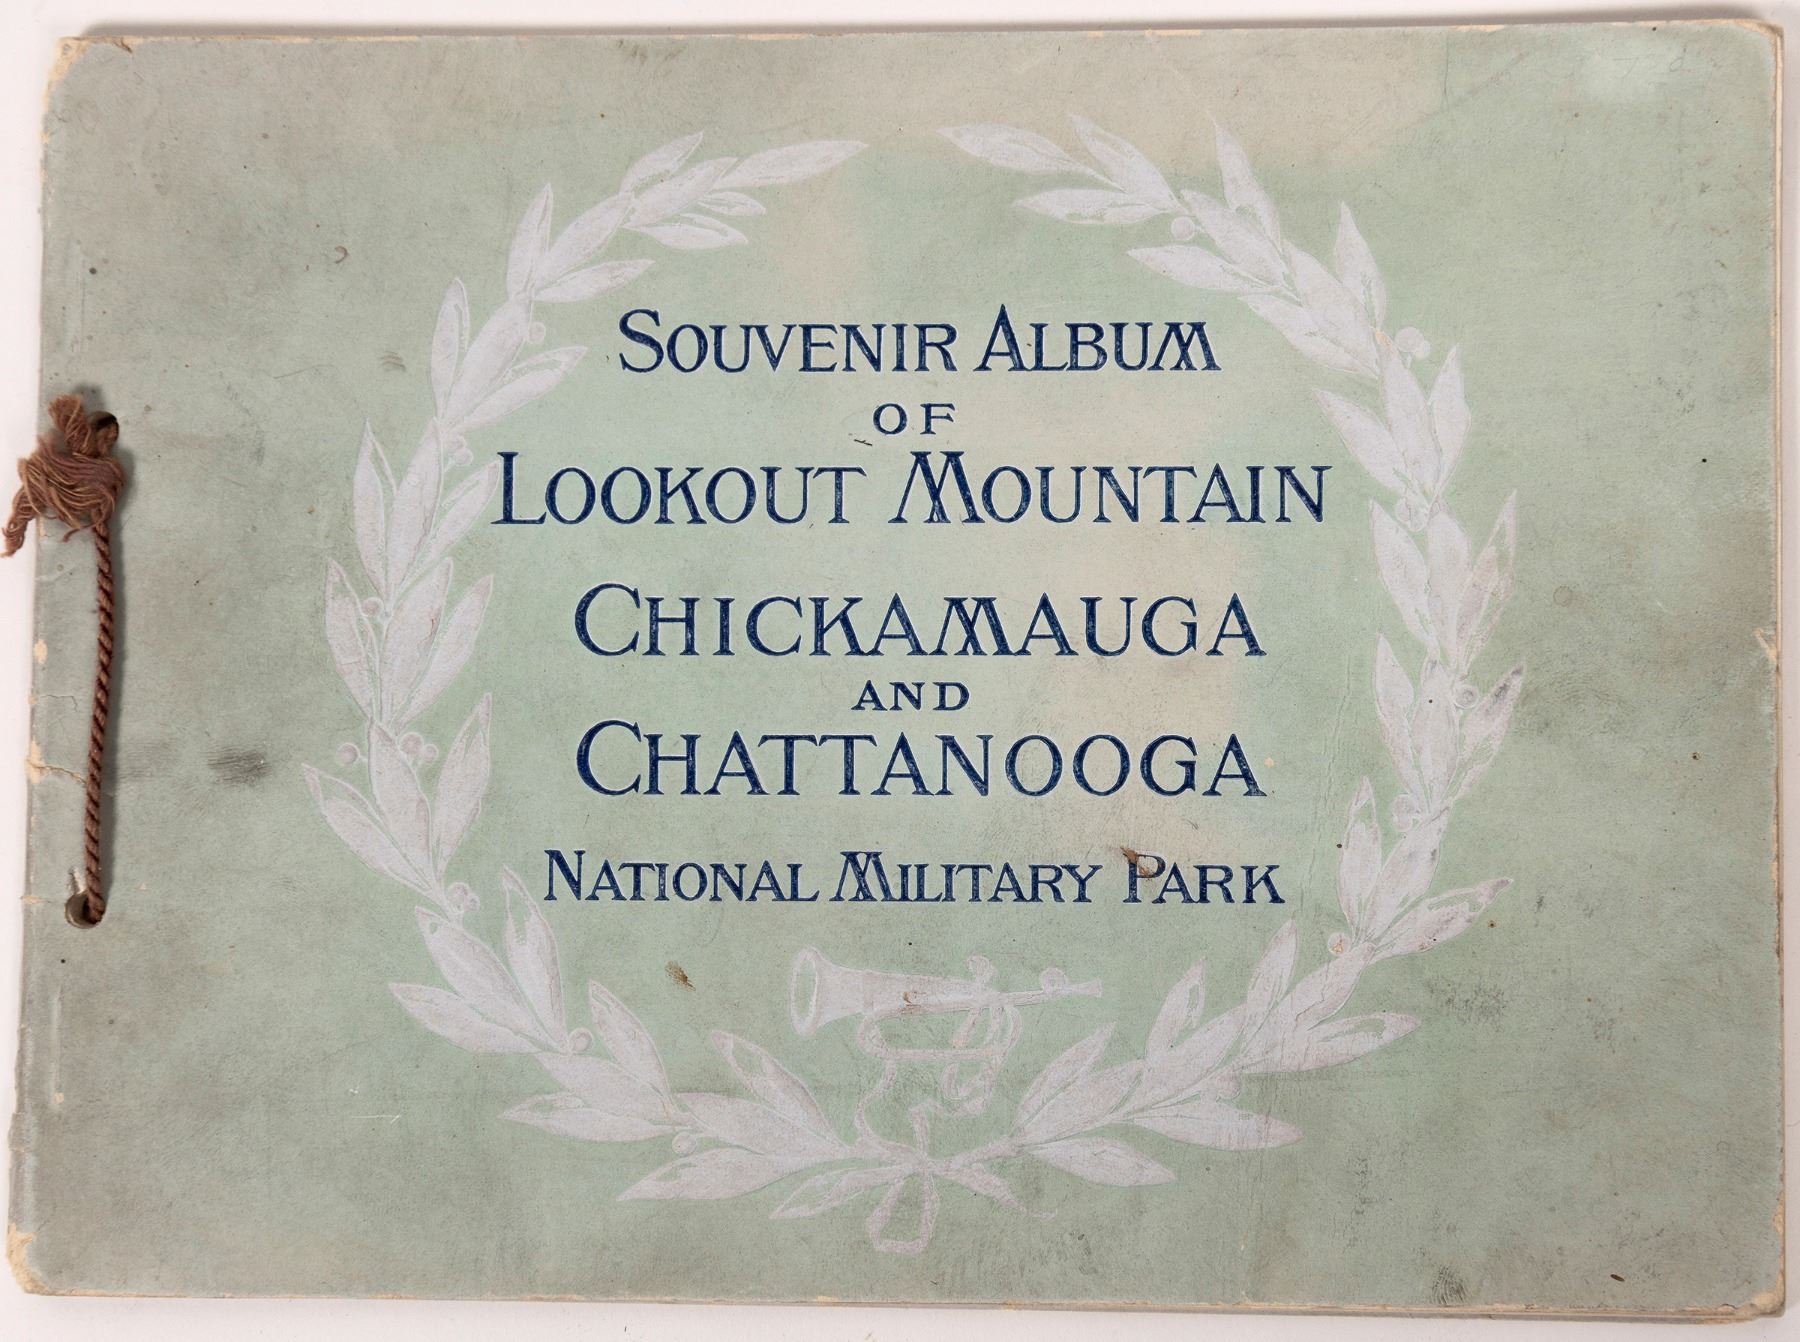 SOUVENIR ALBUM
OF
LOOKOUT MOUNTAIN
CHICKAMAUGA
AND
CHATTANOOGA
NATIONAL MILITARY PARK